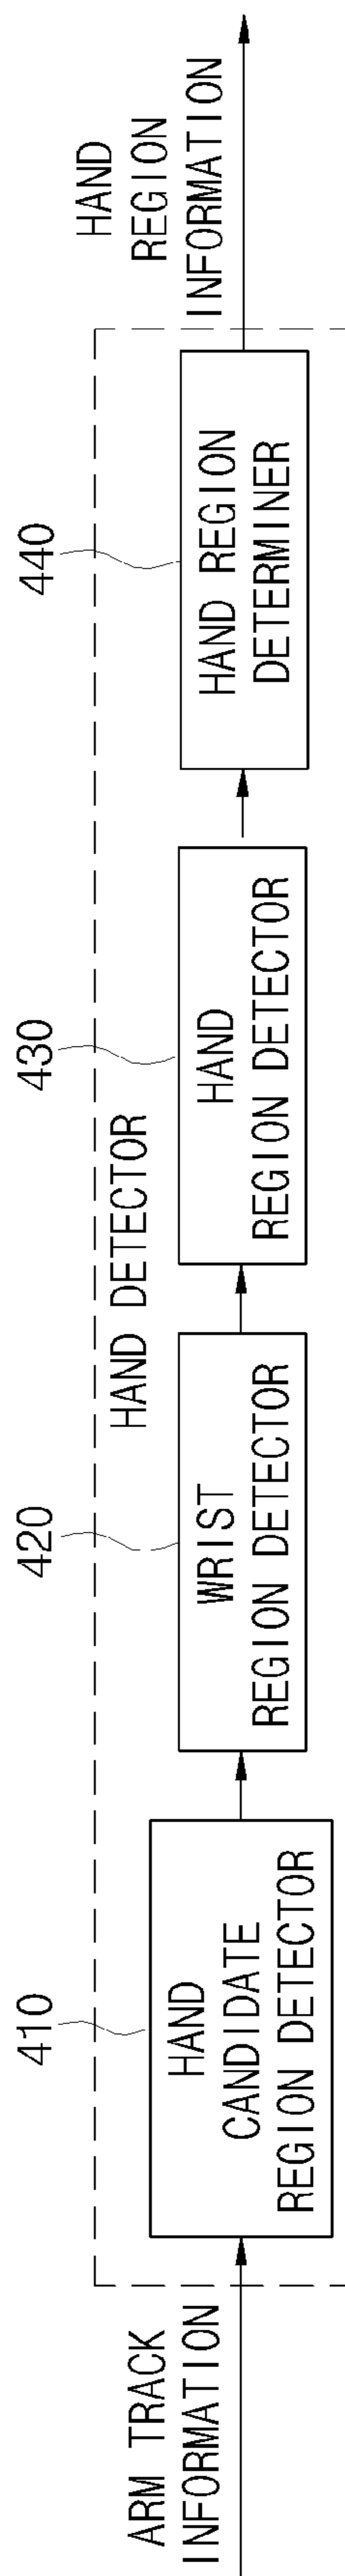 ARM TRACK
INFORMATION
410
HAND
CANDIDATE
REGION DETECTOR
420
WRIST
REGION DETECTOR
HAND DETECTOR
430
HAND
REGION DETECTOR
440
HAND REGION
DETERMINER
HAND
REGION
INFORMATION